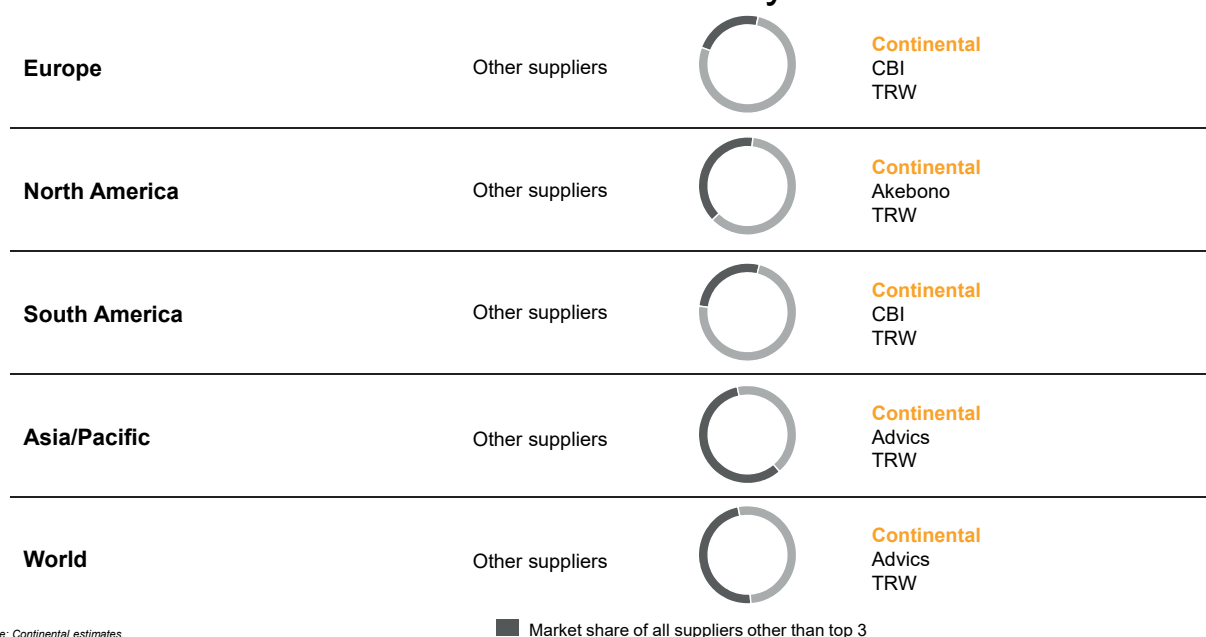 Europe
Other suppliers
Continental
CBI
TRW
North America
Other suppliers
Continental
Akebono
TRW
South America
Other suppliers
Continental
CBI
TRW
Asia/Pacific
Other suppliers
Continental
Advics
TRW
World
Other suppliers
Continental
Advics
TRW
e: Continental estimates
Market share of all suppliers other than top 3